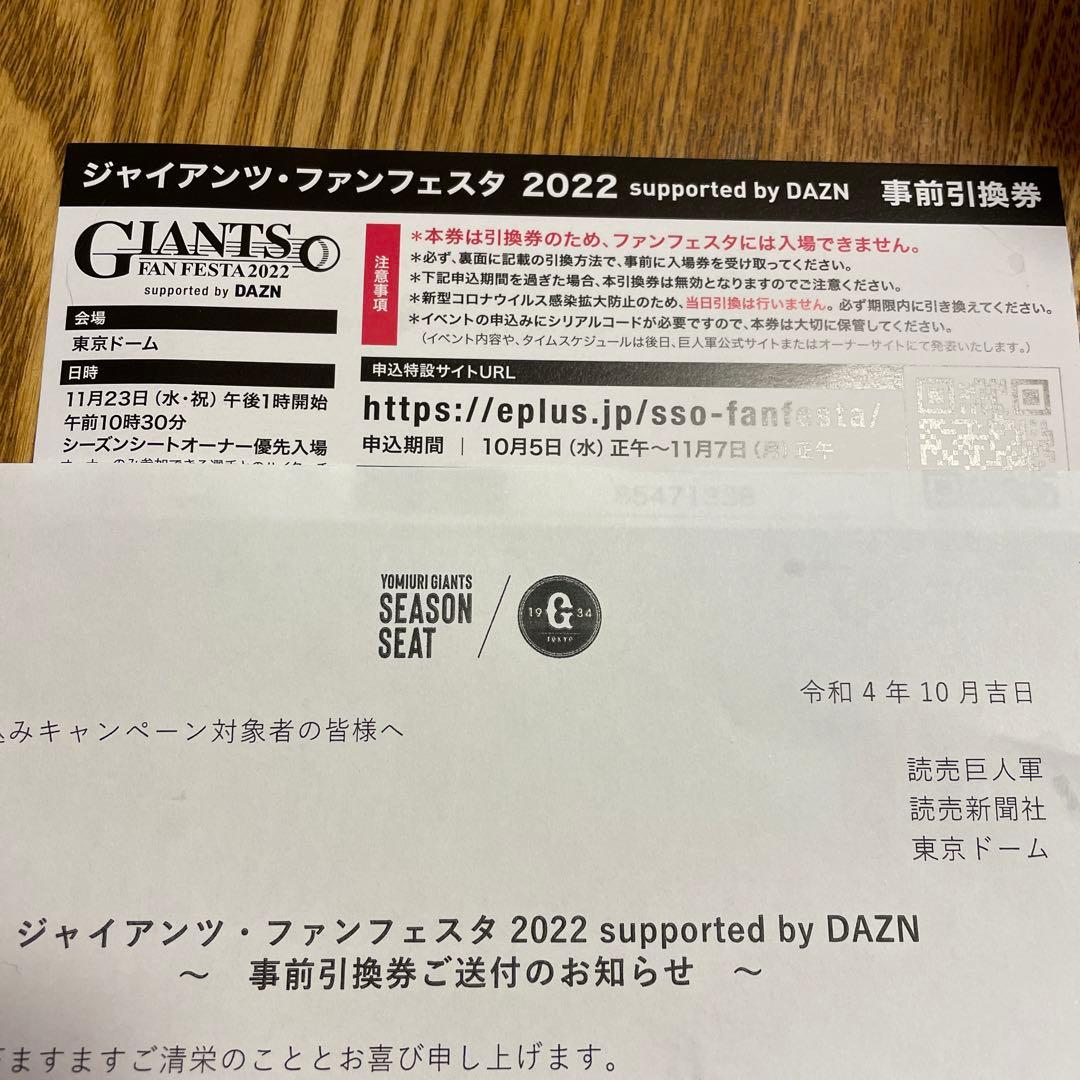 ジャイアンツ・ファンフェスタ 2022 supported by DAZN 事前引換券
GIANTS
FAN FESTA 2022
supported by DAZN
会場
東京ドーム
日時
11月23日(水・祝)午後1時開始
午前10時30分
シーズンシートオーナー優先入場
注意事項
＊本券は引換券のため、ファンフェスタには入場できません。
＊必ず、裏面に記載の引換方法で、事前に入場券を受け取ってください。
＊下記申込期間を過ぎた場合、本引換券は無効となりますのでご注意ください。
＊新型コロナウイルス感染拡大防止のため、当日引換は行いません。必ず期限内に引き換えてください。
＊イベントの申込みにシリアルコードが必要ですので、本券は大切に保管してください。
(イベント内容や、タイムスケジュールは後日、巨人軍公式サイトまたはオーナーサイトにて発表いたします。)
申込特設サイトURL
https://eplus.jp/sso-fanfesta/
申込期間 | 10月5日(水)正午〜11月7日(月)正午
YOMIURI GIANTS
SEASON
SEAT
19 G 34
TOKYO
令和4年10月吉日
込みキャンペーン対象者の皆様へ
読売巨人軍
読売新聞社
東京ドーム
ジャイアンツ・ファンフェスタ 2022 supported by DAZN
〜 事前引換券ご送付のお知らせ 〜
ますますご清栄のこととお喜び申し上げます。